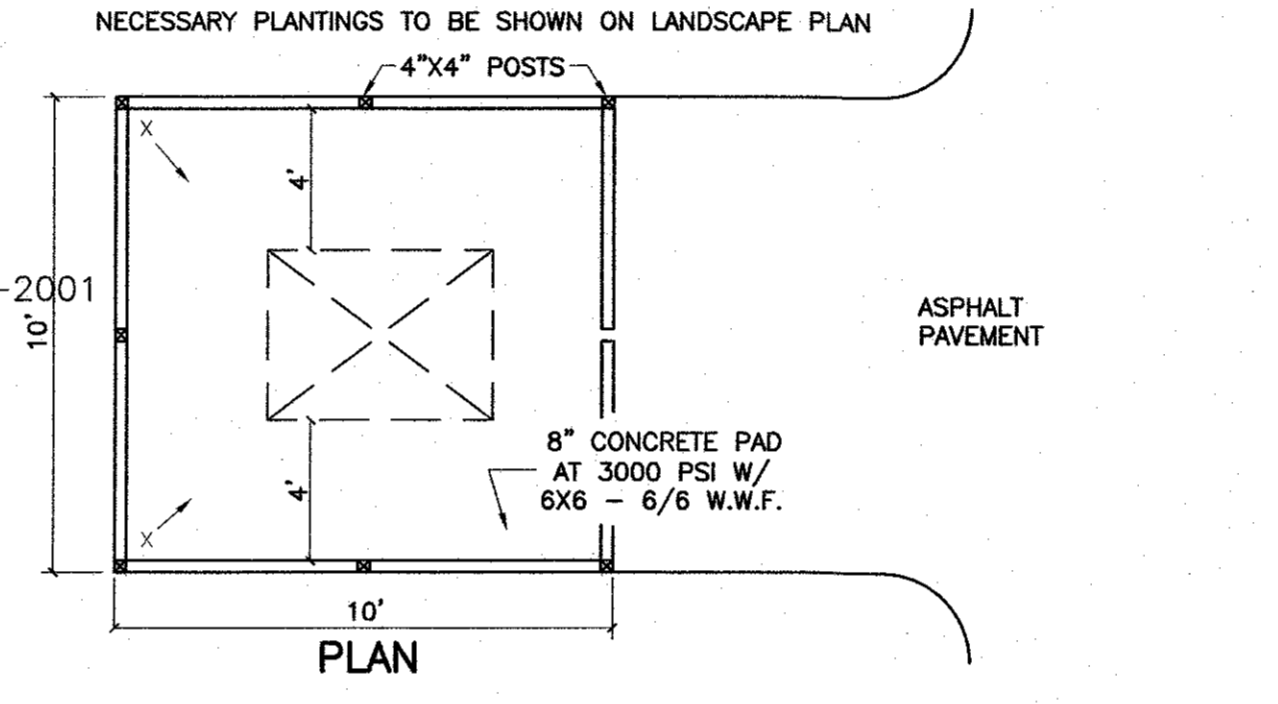 NECESSARY PLANTINGS TO BE SHOWN ON LANDSCAPE PLAN
4"X4" POSTS
X
4'
-2001
10'
ASPHALT
PAVEMENT
8" CONCRETE PAD
AT 3000 PSI W/
6X6 - 6/6 W.W.F.
4'
X
10'
PLAN